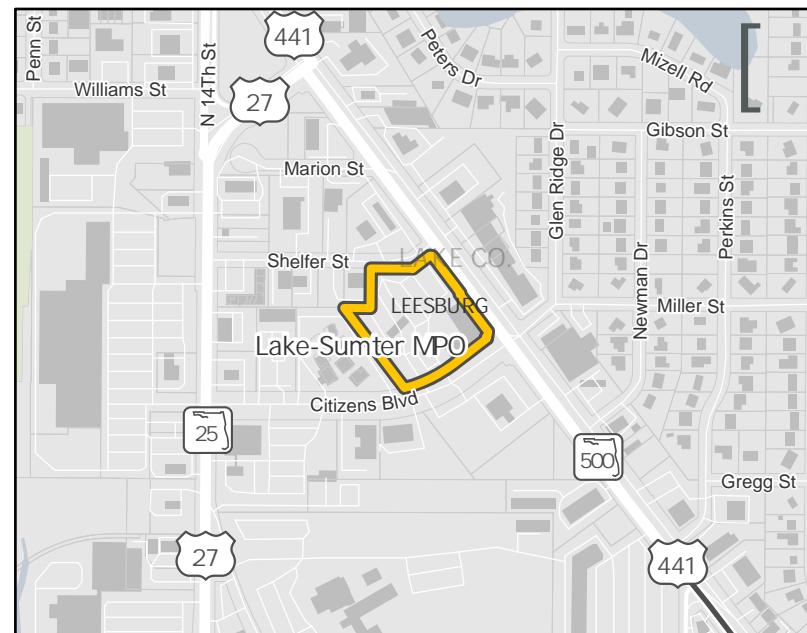 Penn St
441
Peters Dr
Mizell Rd
Williams St
N 14Th St
27
Gibson St
Marion St
Glen Ridge Dr
Perkins St
Shelfer St
LAKE CO.
Newman Dr
LEESBURG
Miller St
Lake-Sumter MPO
Citizens Blvd
25
500
Gregg St
27
441